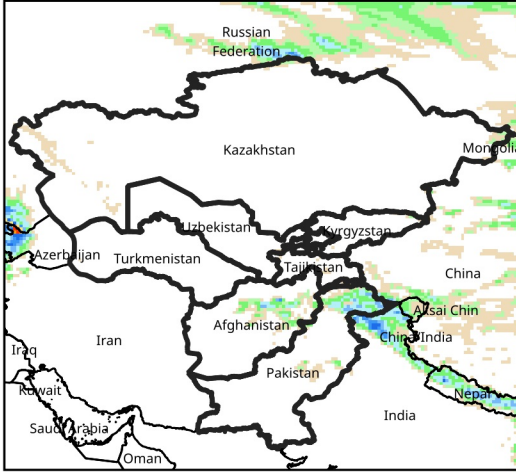 Russian
Federation
Kazakhstan
Mongolia
Uzbekistan
Kyrgyzstan
Azerbaijan
Turkmenistan
Tajikistan
China
Aksai Chin
Afghanistan
China/India
Iran
Iraq
Pakistan
Kuwait
Nepal
India
Saudi Arabia
Oman